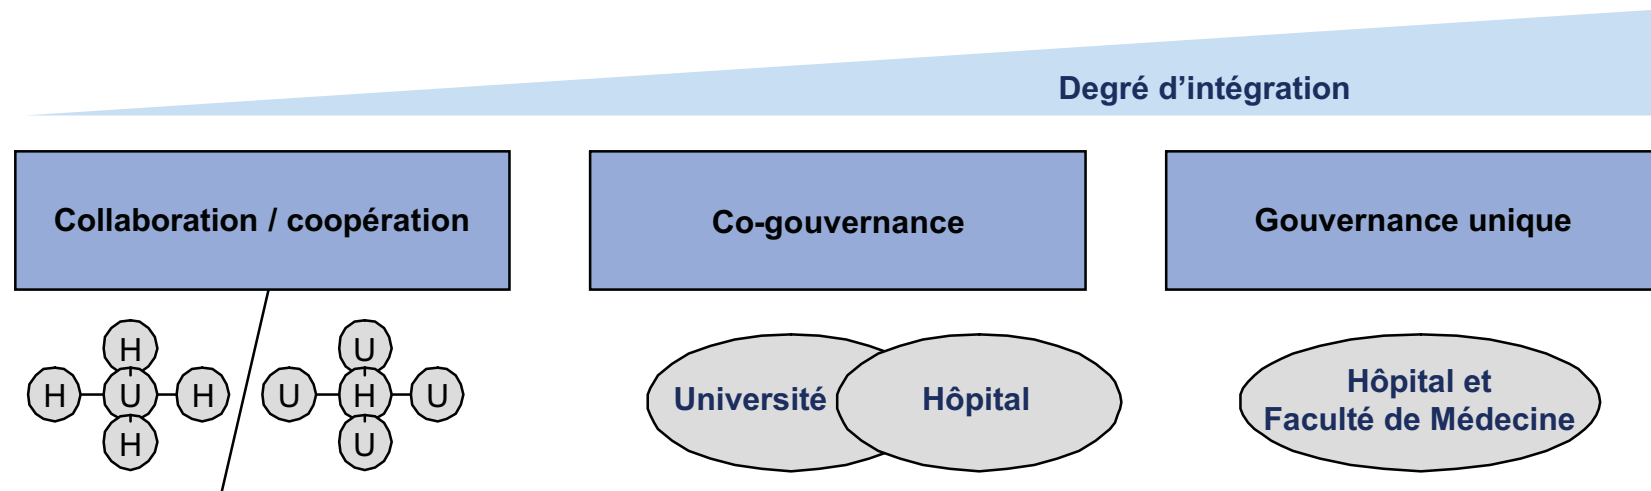 Degré d’intégration
Collaboration / coopération
Co-gouvernance
Gouvernance unique
H
H U H
H
U
U H U
U
Université
Hôpital
Hôpital et
Faculté de Médecine